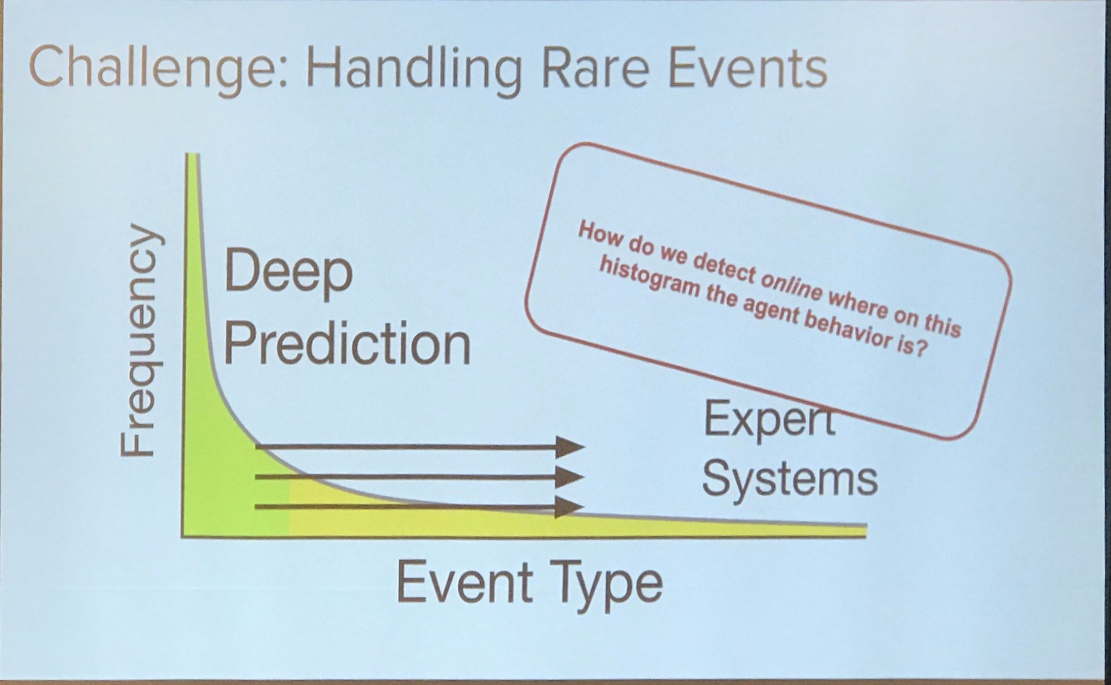 Challenge: Handling Rare Events
Frequency
Deep
Prediction
How do we detect online where on this
histogram the agent behavior is?
Expert
Systems
Event Type